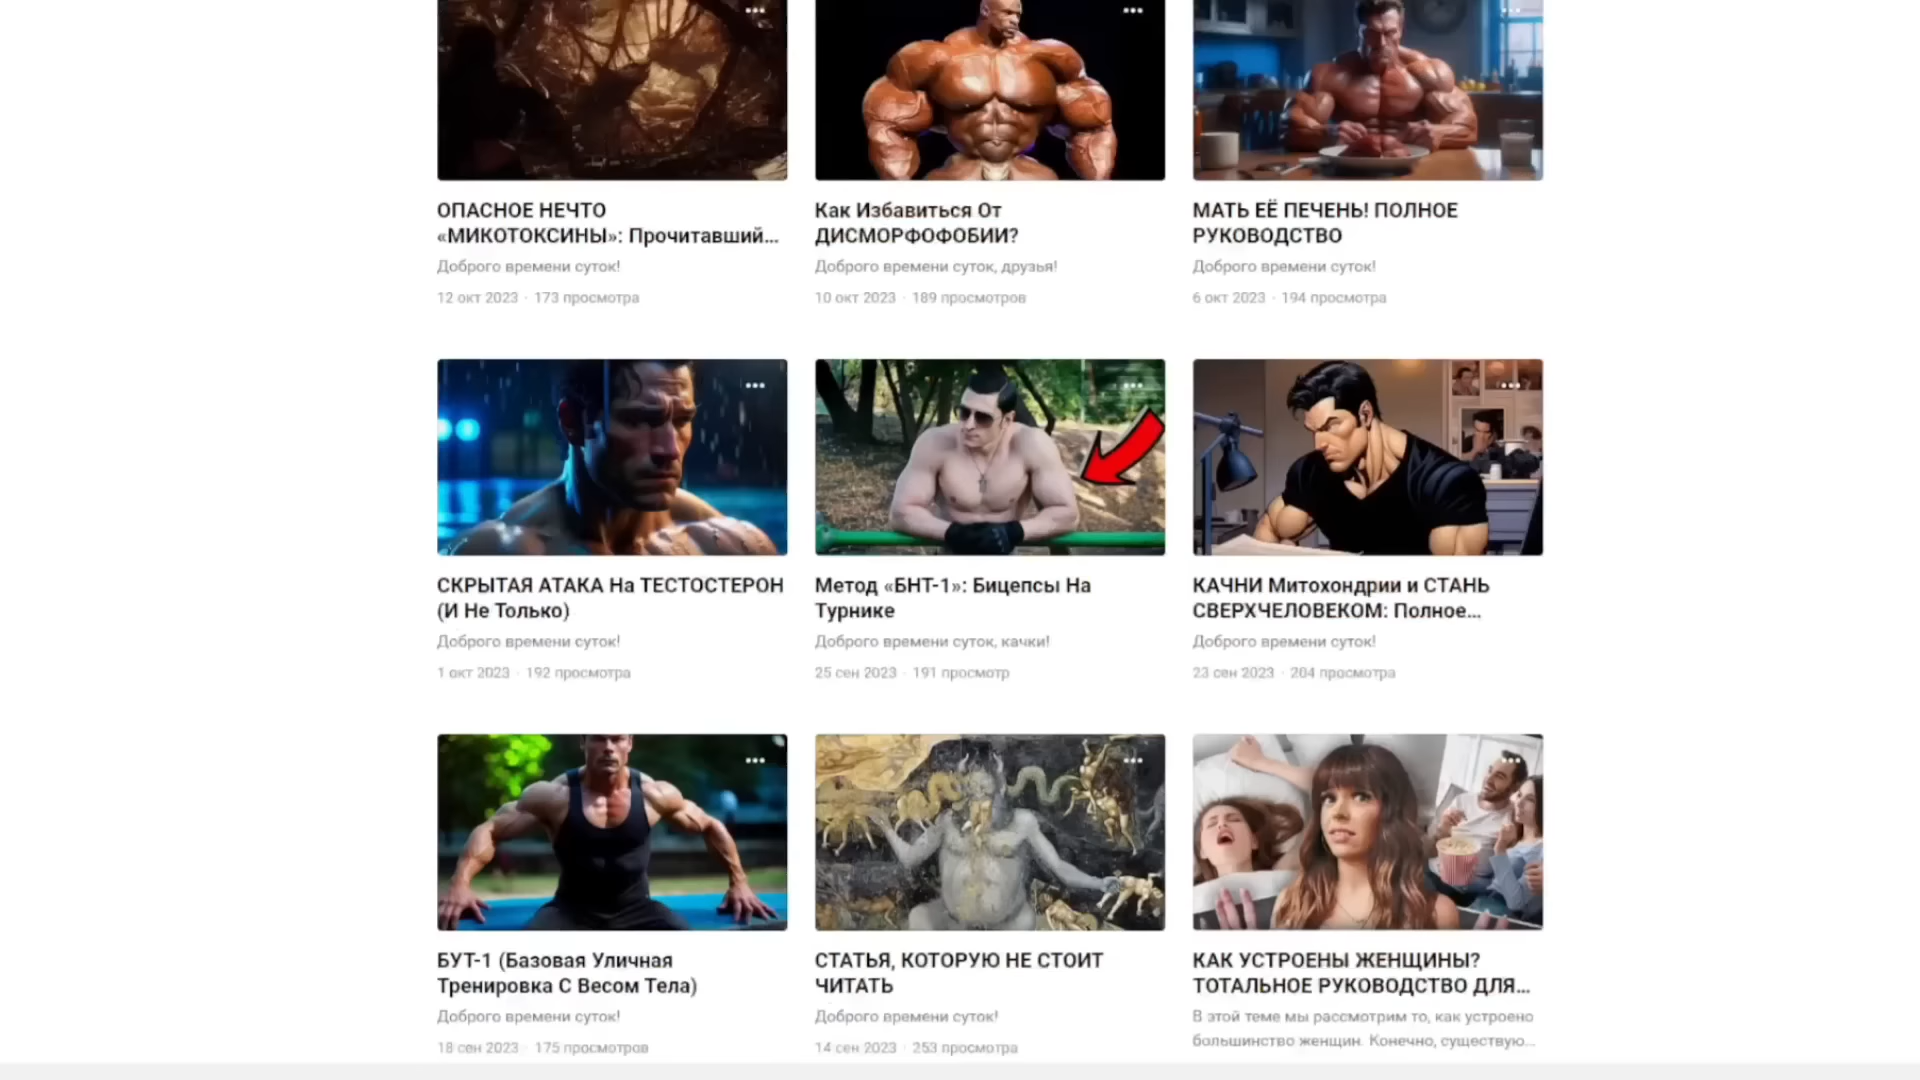 ОПАСНОЕ НЕЧТО
«МИКОТОКСИНЫ»: Прочитавший...
Доброго времени суток!
12 окт 2023 · 173 просмотра
Как Избавиться От
ДИСМОРФОФОБИИ?
Доброго времени суток, друзья!
10 окт 2023 · 189 просмотров
МАТЬ ЕЁ ПЕЧЕНЬ! ПОЛНОЕ
РУКОВОДСТВО
Доброго времени суток!
6 окт 2023 · 194 просмотра
СКРЫТАЯ АТАКА На ТЕСТОСТЕРОН
(И Не Только)
Доброго времени суток!
1 окт 2023 · 192 просмотра
Метод «БНТ-1»: Бицепсы На
Турнике
Доброго времени суток, качки!
25 сен 2023 · 191 просмотр
КАЧНИ Митохондрии и СТАНЬ
СВЕРХЧЕЛОВЕКОМ: Полное...
Доброго времени суток!
23 сен 2023 · 204 просмотра
БУТ-1 (Базовая Уличная
Тренировка С Весом Тела)
Доброго времени суток!
18 сен 2023 · 175 просмотров
СТАТЬЯ, КОТОРУЮ НЕ СТОИТ
ЧИТАТЬ
Доброго времени суток!
14 сен 2023 · 253 просмотра
КАК УСТРОЕНЫ ЖЕНЩИНЫ?
ТОТАЛЬНОЕ РУКОВОДСТВО ДЛЯ...
В этой теме мы рассмотрим то, как устроено
большинство женщин. Конечно, существую...